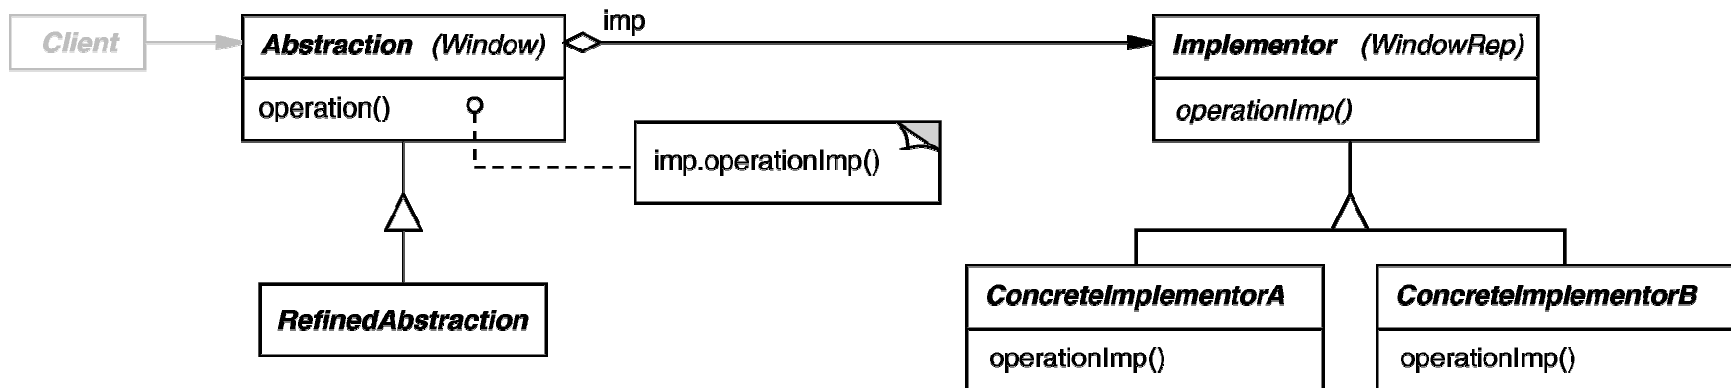 imp
Client
Abstraction (Window)
Implementor (WindowRep)
operation()
operationImp()
imp.operationImp()
RefinedAbstraction
ConcreteImplementorA
ConcreteImplementorB
operationImp()
operationImp()